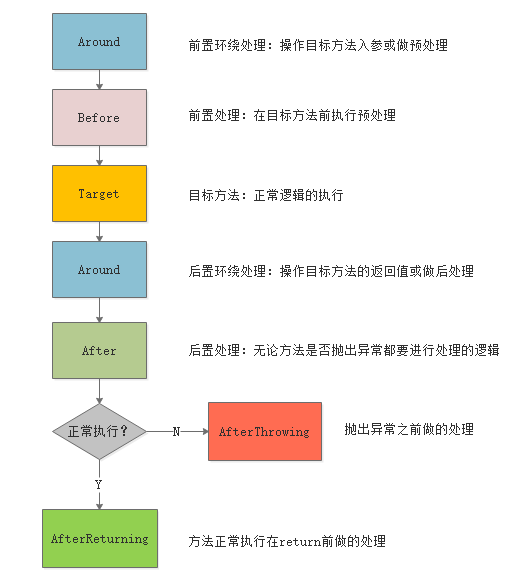 Around
前置环绕处理：操作目标方法入参或做预处理
Before
前置处理：在目标方法前执行预处理
Target
目标方法：正常逻辑的执行
Around
后置环绕处理：操作目标方法的返回值或做后处理
After
后置处理：无论方法是否抛出异常都要进行处理的逻辑
正常执行？
N
AfterThrowing
抛出异常之前做的处理
Y
AfterReturning
方法正常执行在return前做的处理